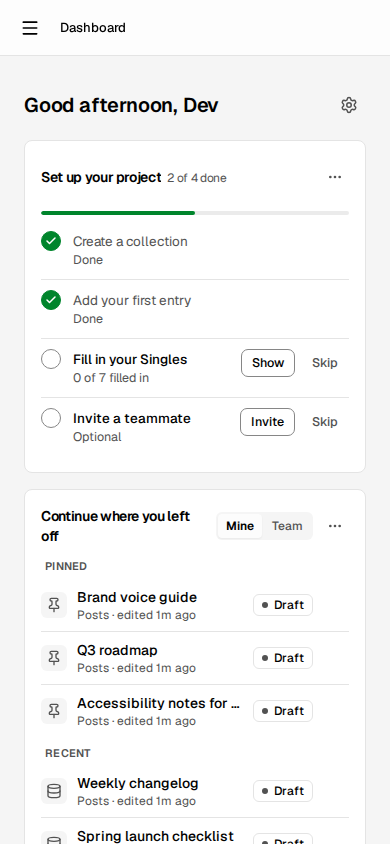 Dashboard
Good afternoon, Dev
Set up your project 2 of 4 done
Create a collection
Done
Add your first entry
Done
Fill in your Singles
0 of 7 filled in
Show
Skip
Invite a teammate
Optional
Invite
Skip
Continue where you left
off
Mine
Team
PINNED
Brand voice guide
Posts · edited 1m ago
Draft
Q3 roadmap
Posts · edited 1m ago
Draft
Accessibility notes for ...
Posts · edited 1m ago
Draft
RECENT
Weekly changelog
Posts · edited 1m ago
Draft
Spring launch checklist
Draft